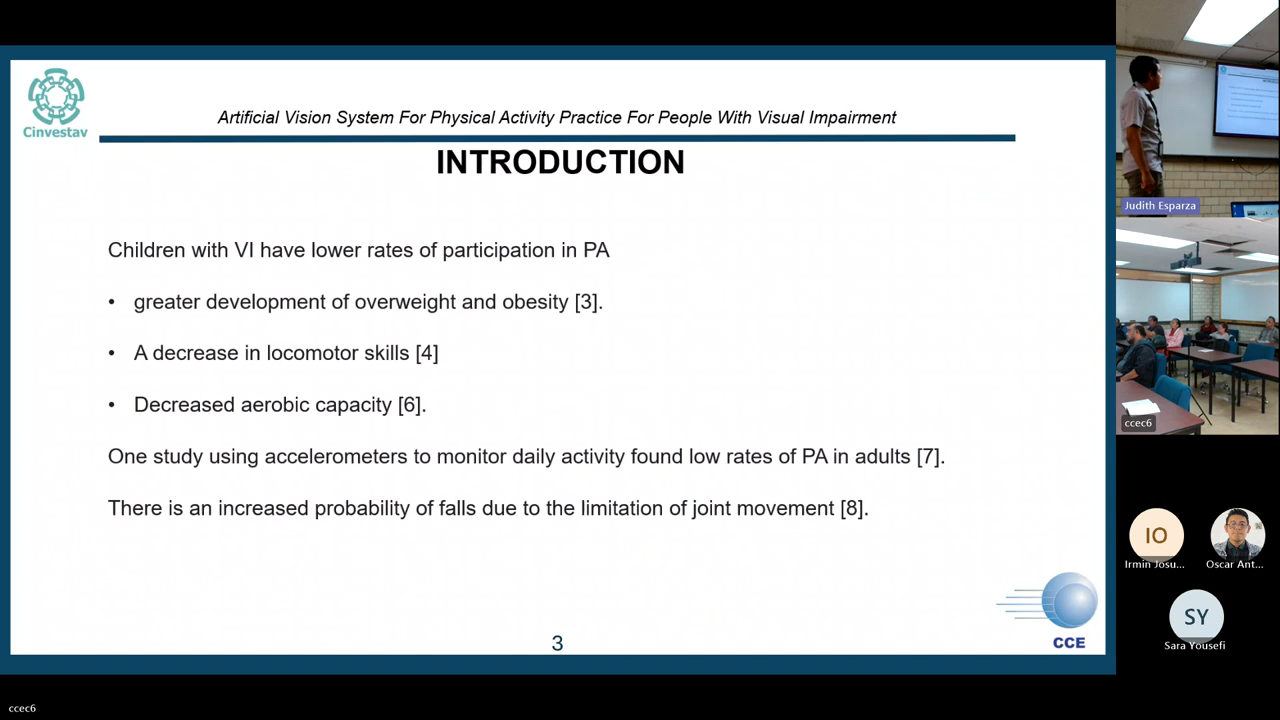 Cinvestav
Artificial Vision System For Physical Activity Practice For People With Visual Impairment
INTRODUCTION
Children with VI have lower rates of participation in PA
• greater development of overweight and obesity [3].
• A decrease in locomotor skills [4]
• Decreased aerobic capacity [6].
One study using accelerometers to monitor daily activity found low rates of PA in adults [7].
There is an increased probability of falls due to the limitation of joint movement [8].
CCE
3
Judith Esparza
ccec6
IO
Irmin Josu...
Oscar Ant...
SY
Sara Yousefi
ccec6